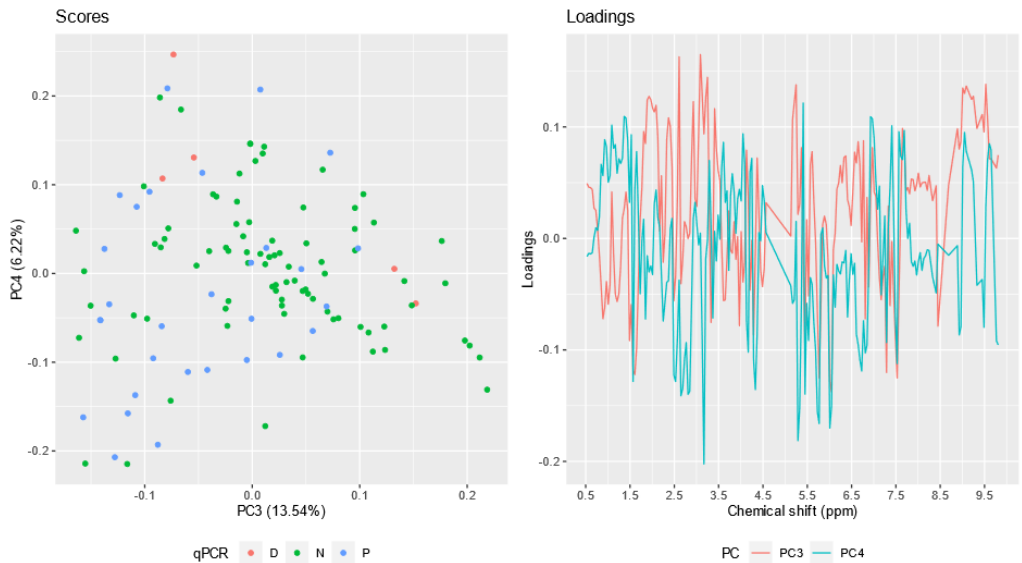 Scores
PC4 (6.22%)
0.2
0.1
0.0
-0.1
-0.2
-0.1
0.0
0.1
0.2
PC3 (13.54%)
qPCR
D
N
P
Loadings
Loadings
0.1
0.0
-0.1
-0.2
0.5
1.5
2.5
3.5
4.5
5.5
6.5
7.5
8.5
9.5
Chemical shift (ppm)
PC
PC3
PC4